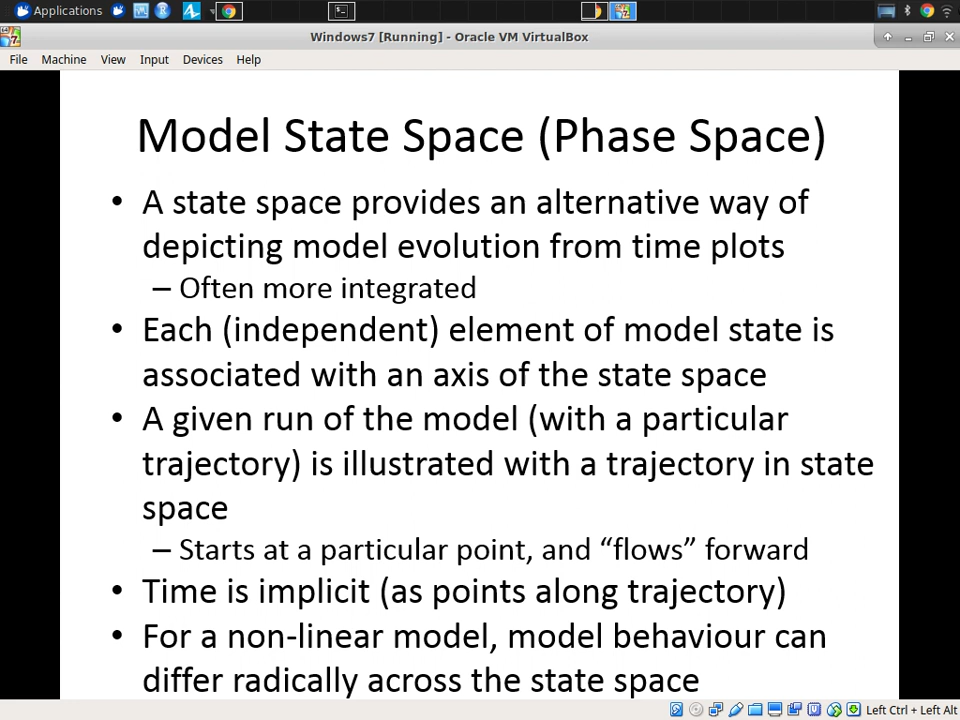 Applications
Windows7 [Running] - Oracle VM VirtualBox
File Machine View Input Devices Help
Model State Space (Phase Space)
• A state space provides an alternative way of
depicting model evolution from time plots
– Often more integrated
• Each (independent) element of model state is
associated with an axis of the state space
• A given run of the model (with a particular
trajectory) is illustrated with a trajectory in state
space
– Starts at a particular point, and “flows” forward
• Time is implicit (as points along trajectory)
• For a non-linear model, model behaviour can
differ radically across the state space
Left Ctrl + Left Alt